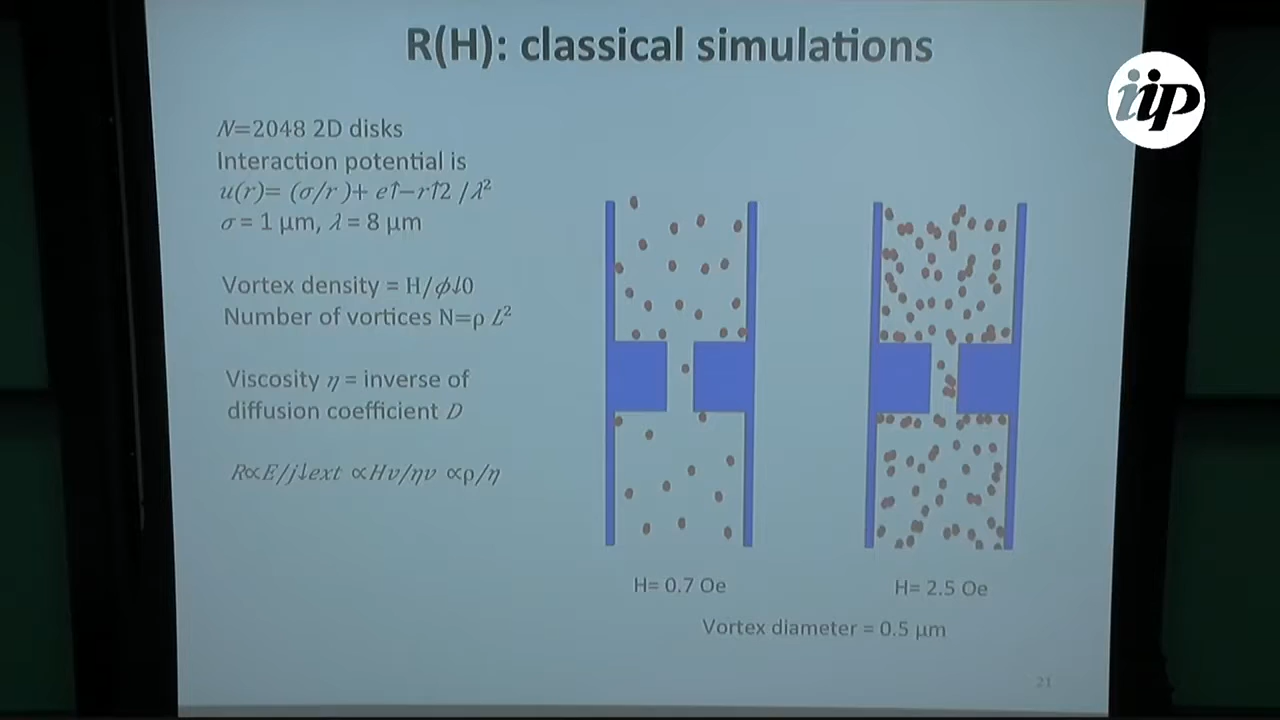 R(H): classical simulations
iip
N=2048 2D disks
Interaction potential is
u(r)= (σ/r )+ e↑−r↑2 /λ²
σ = 1 μm, λ = 8 μm
Vortex density = H/ϕ↓0
Number of vortices N=ρ L²
Viscosity η = inverse of
diffusion coefficient D
R∝E/j↓ext ∝Hv/ηv ∝ρ/η
H= 0.7 Oe
H= 2.5 Oe
Vortex diameter = 0.5 μm
21